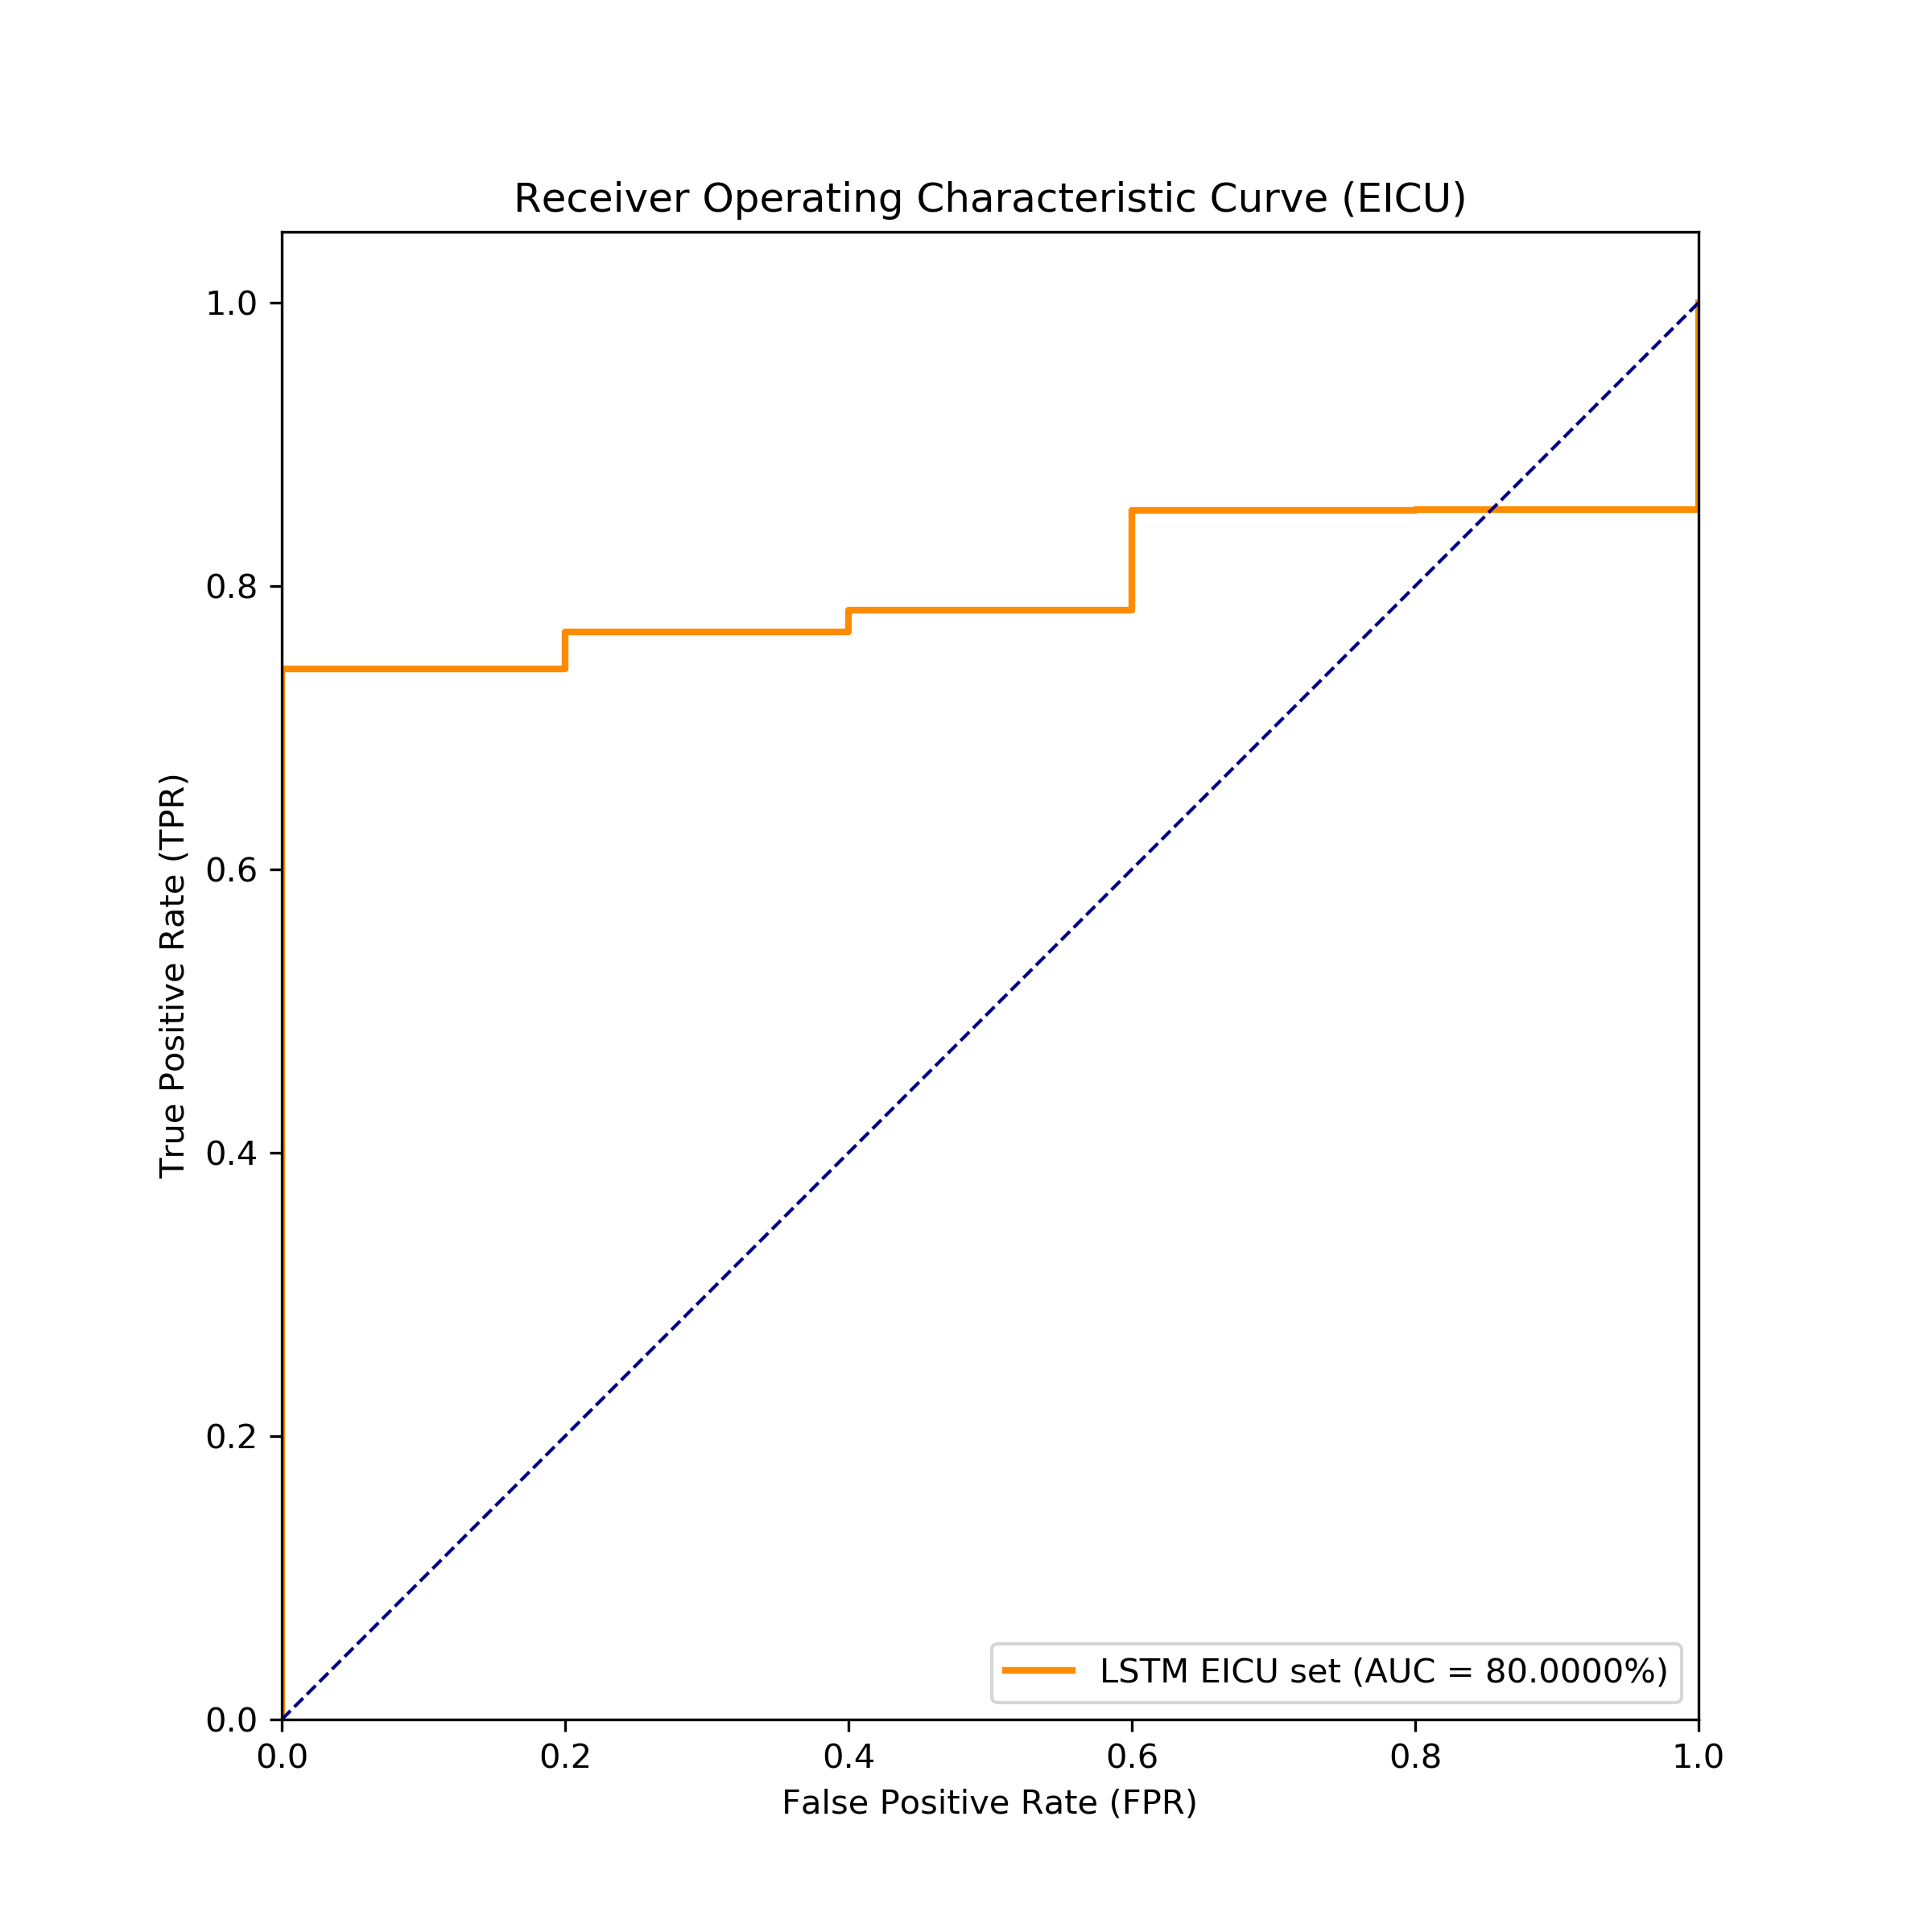 Receiver Operating Characteristic Curve (EICU)
True Positive Rate (TPR)
1.0
0.8
0.6
0.4
0.2
0.0
0.0 0.2 0.4 0.6 0.8 1.0
False Positive Rate (FPR)
LSTM EICU set (AUC = 80.0000%)